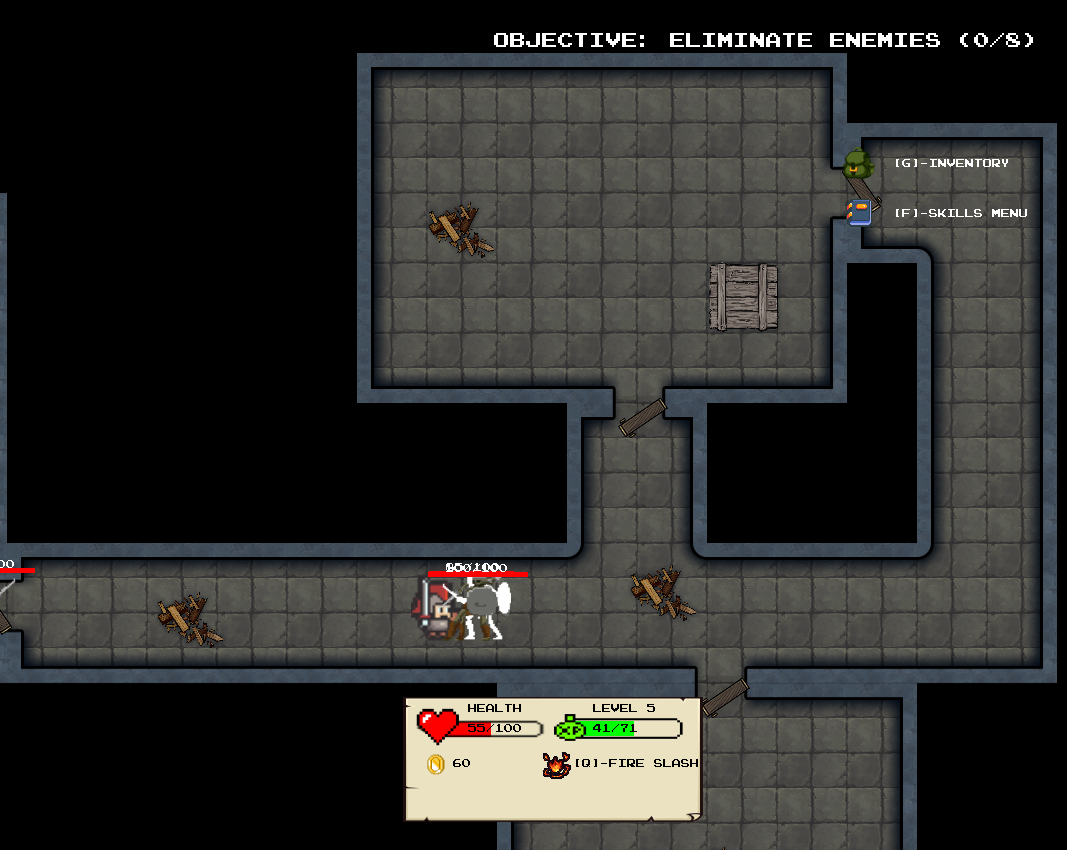 OBJECTIVE: ELIMINATE ENEMIES (0/8)
[G]-INVENTORY
[F]-SKILLS MENU
HEALTH
55/100
LEVEL 5
41/71
60
[Q]-FIRE SLASH